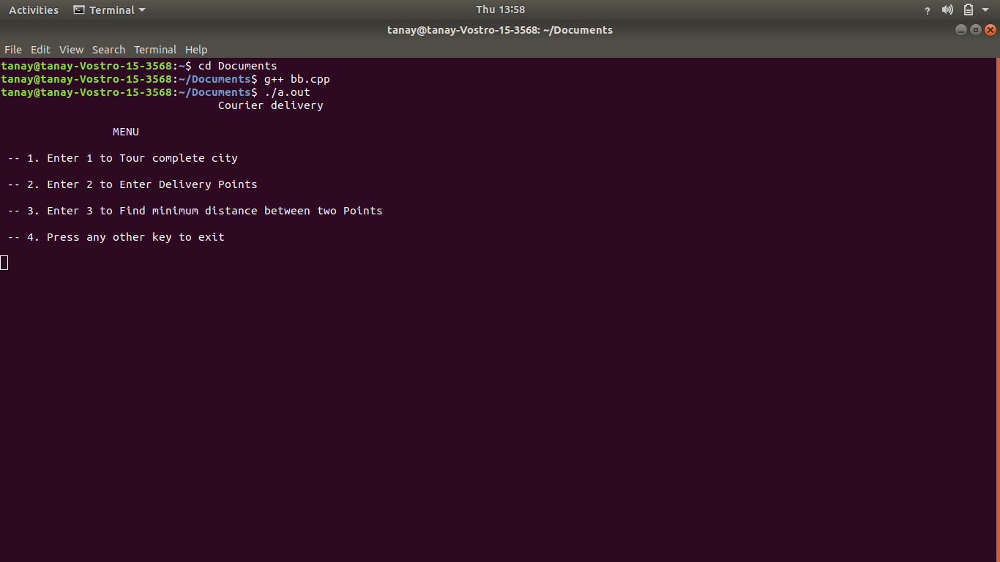 Activities Terminal Thu 13:58 ?
tanay@tanay-Vostro-15-3568: ~/Documents
File Edit View Search Terminal Help
tanay@tanay-Vostro-15-3568:~$ cd Documents
tanay@tanay-Vostro-15-3568:~/Documents$ g++ bb.cpp
tanay@tanay-Vostro-15-3568:~/Documents$ ./a.out
Courier delivery
MENU
-- 1. Enter 1 to Tour complete city
-- 2. Enter 2 to Enter Delivery Points
-- 3. Enter 3 to Find minimum distance between two Points
-- 4. Press any other key to exit